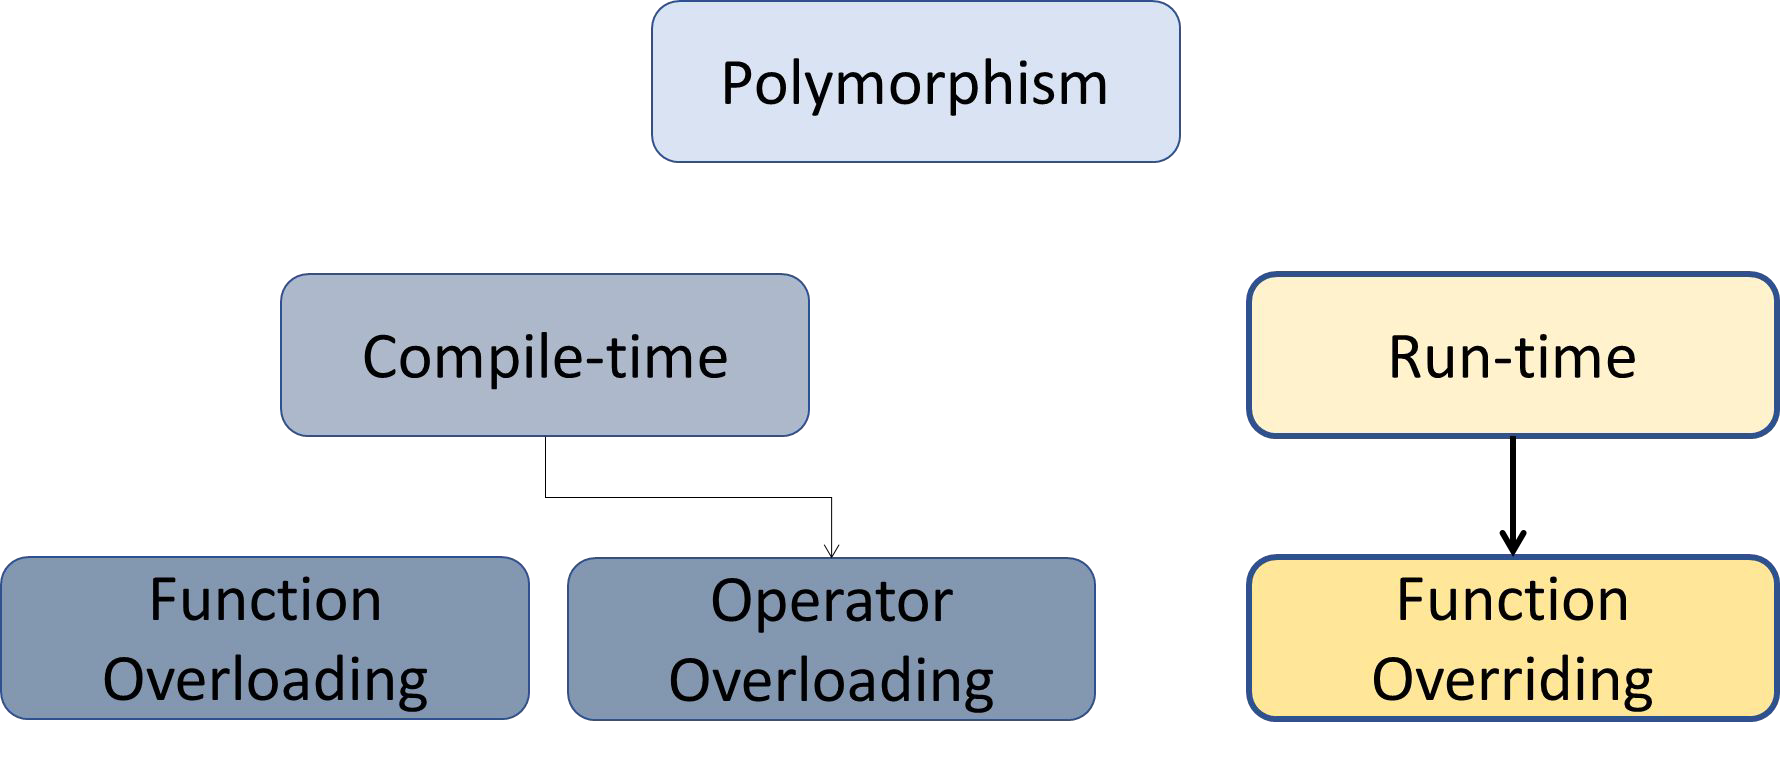 Polymorphism
Compile-time
Run-time
Function
Overloading
Operator
Overloading
Function
Overriding